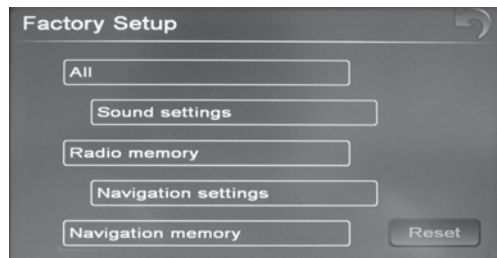 Factory Setup
All
Sound settings
Radio memory
Navigation settings
Navigation memory
Reset